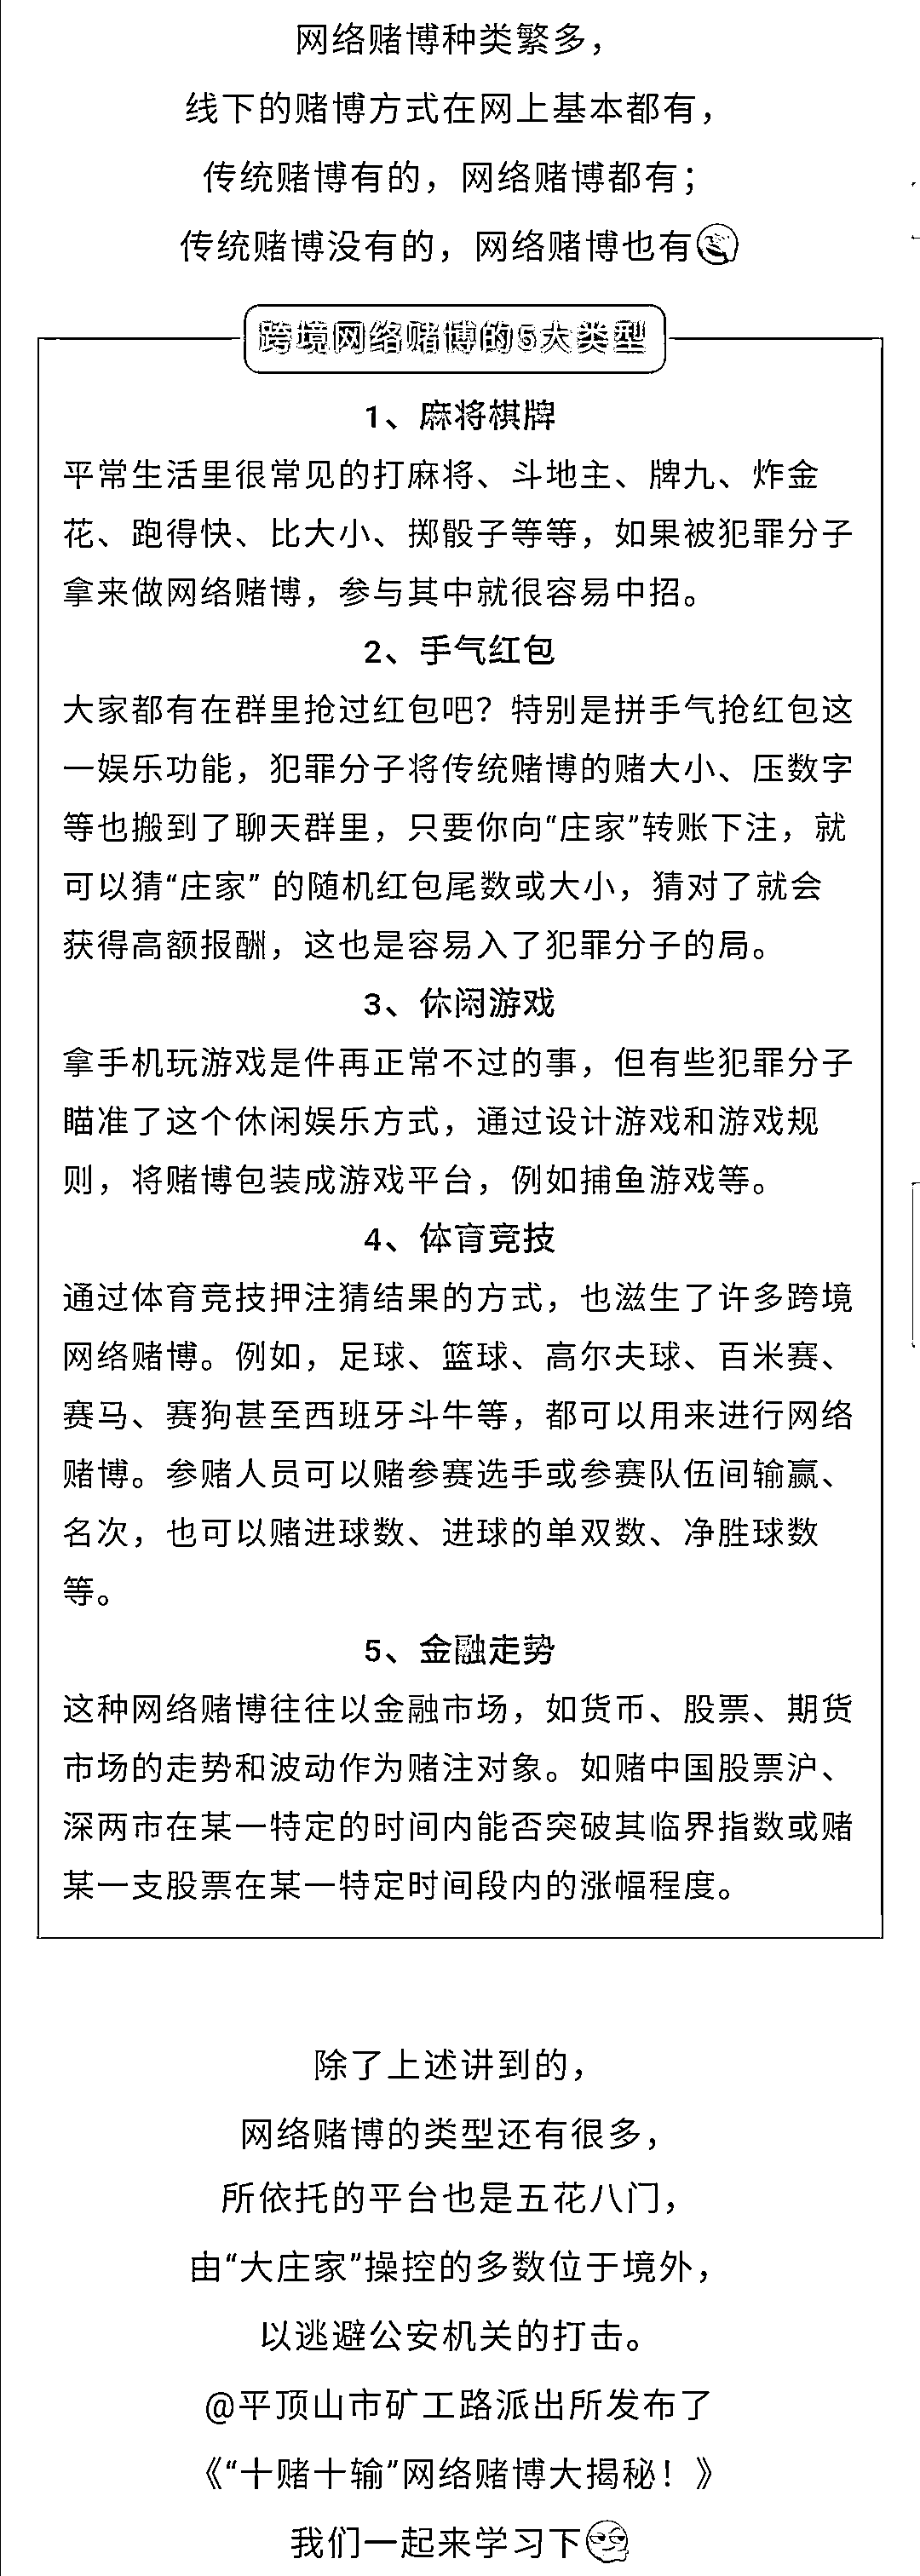 网络赌博种类繁多，
线下的赌博方式在网上基本都有，
传统赌博有的，网络赌博都有；
传统赌博没有的，网络赌博也有
跨境网络赌博的5大类型
1、麻将棋牌
平常生活里很常见的打麻将、斗地主、牌九、炸金
花、跑得快、比大小、掷骰子等等，如果被犯罪分子
拿来做网络赌博，参与其中就很容易中招。
2、手气红包
大家都有在群里抢过红包吧？特别是拼手气抢红包这
一娱乐功能，犯罪分子将传统赌博的赌大小、压数字
等也搬到了聊天群里，只要你向“庄家”转账下注，就
可以猜“庄家” 的随机红包尾数或大小，猜对了就会
获得高额报酬，这也是容易入了犯罪分子的局。
3、休闲游戏
拿手机玩游戏是件再正常不过的事，但有些犯罪分子
瞄准了这个休闲娱乐方式，通过设计游戏和游戏规
则，将赌博包装成游戏平台，例如捕鱼游戏等。
4、体育竞技
通过体育竞技押注猜结果的方式，也滋生了许多跨境
网络赌博。例如，足球、篮球、高尔夫球、百米赛、
赛马、赛狗甚至西班牙斗牛等，都可以用来进行网络
赌博。参赌人员可以赌参赛选手或参赛队伍间输赢、
名次，也可以赌进球数、进球的单双数、净胜球数
等。
5、金融走势
这种网络赌博往往以金融市场，如货币、股票、期货
市场的走势和波动作为赌注对象。如赌中国股票沪、
深两市在某一特定的时间内能否突破其临界指数或赌
某一支股票在某一特定时间段内的涨幅程度。
除了上述讲到的，
网络赌博的类型还有很多，
所依托的平台也是五花八门，
由“大庄家”操控的多数位于境外，
以逃避公安机关的打击。
@平顶山市矿工路派出所发布了
《“十赌十输”网络赌博大揭秘！》
我们一起来学习下